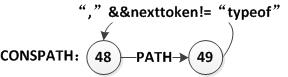 “,” &&nexttoken!= “typeof”
CONSPATH: 48 PATH 49